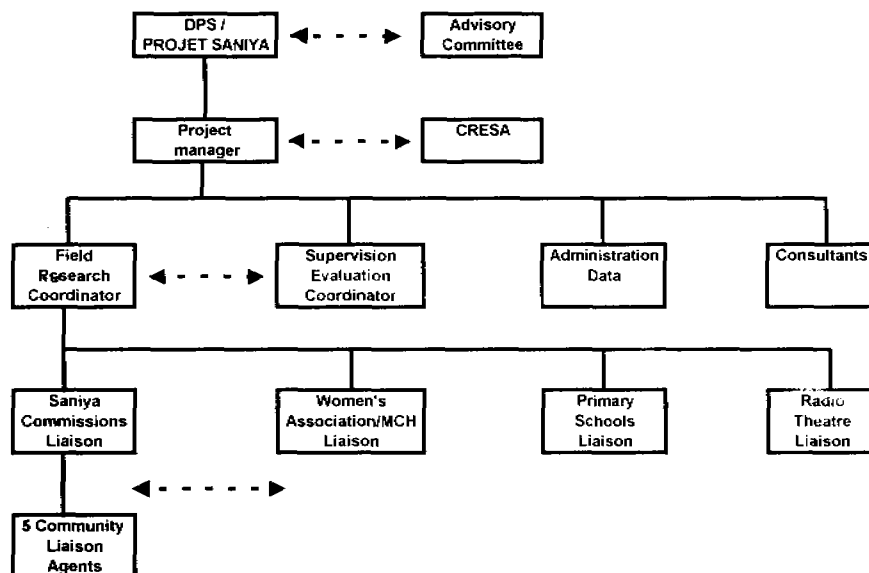 DPS /
PROJET SANIYA
Advisory
Committee
Project
manager
CRESA
Field
Research
Coordinator
Supervision
Evaluation
Coordinator
Administration
Data
Consultants
Saniya
Commissions
Liaison
Women's
Association/MCH
Liaison
Primary
Schools
Liaison
Radio
Theatre
Liaison
5 Community
Liaison
Agents